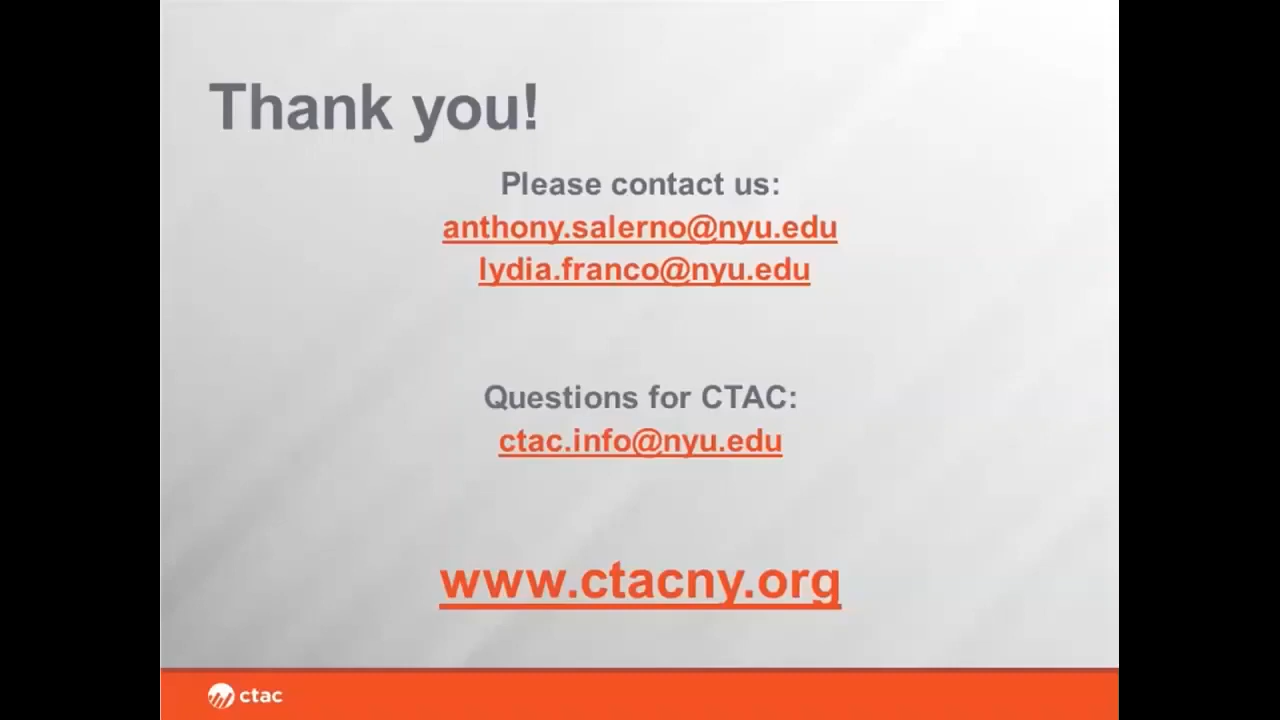 Thank you!
Please contact us:
anthony.salerno@nyu.edu
lydia.franco@nyu.edu
Questions for CTAC:
ctac.info@nyu.edu
www.ctacny.org
ctac